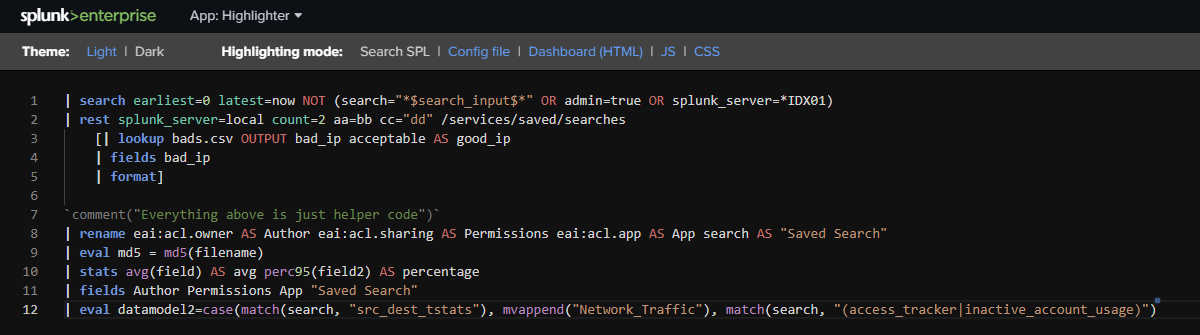 splunk>enterprise App: Highlighter
Theme: Light | Dark Highlighting mode: Search SPL | Config file | Dashboard (HTML) | JS | CSS
1 | search earliest=0 latest=now NOT (search="*$search_input$*" OR admin=true OR splunk_server=*IDX01)
2 | rest splunk_server=local count=2 aa=bb cc="dd" /services/saved/searches
3 [| lookup bads.csv OUTPUT bad_ip acceptable AS good_ip
4 | fields bad_ip
5 | format]
6
7 `comment("Everything above is just helper code")`
8 | rename eai:acl.owner AS Author eai:acl.sharing AS Permissions eai:acl.app AS App search AS "Saved Search"
9 | eval md5 = md5(filename)
10 | stats avg(field) AS avg perc95(field2) AS percentage
11 | fields Author Permissions App "Saved Search"
12 | eval datamodel2=case(match(search, "src_dest_tstats"), mvappend("Network_Traffic"), match(search, "(access_tracker|inactive_account_usage)")